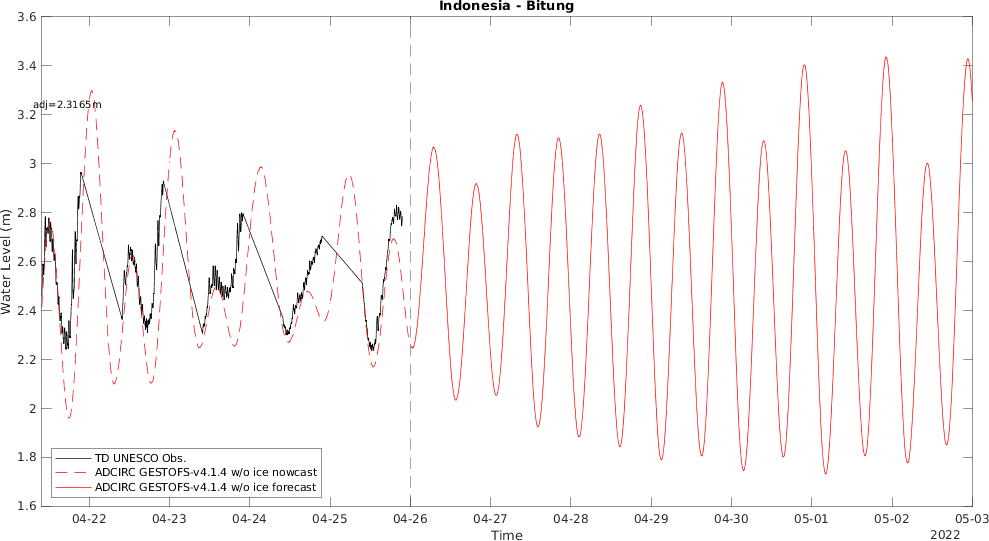 Indonesia - Bitung
adj=2.3165m
Water Level (m)
3.6
3.4
3.2
3
2.8
2.6
2.4
2.2
2
1.8
1.6
TD UNESCO Obs.
ADCIRC GESTOFS-v4.1.4 w/o ice nowcast
ADCIRC GESTOFS-v4.1.4 w/o ice forecast
04-22 04-23 04-24 04-25 04-26 04-27 04-28 04-29 04-30 05-01 05-02 05-03
Time
2022